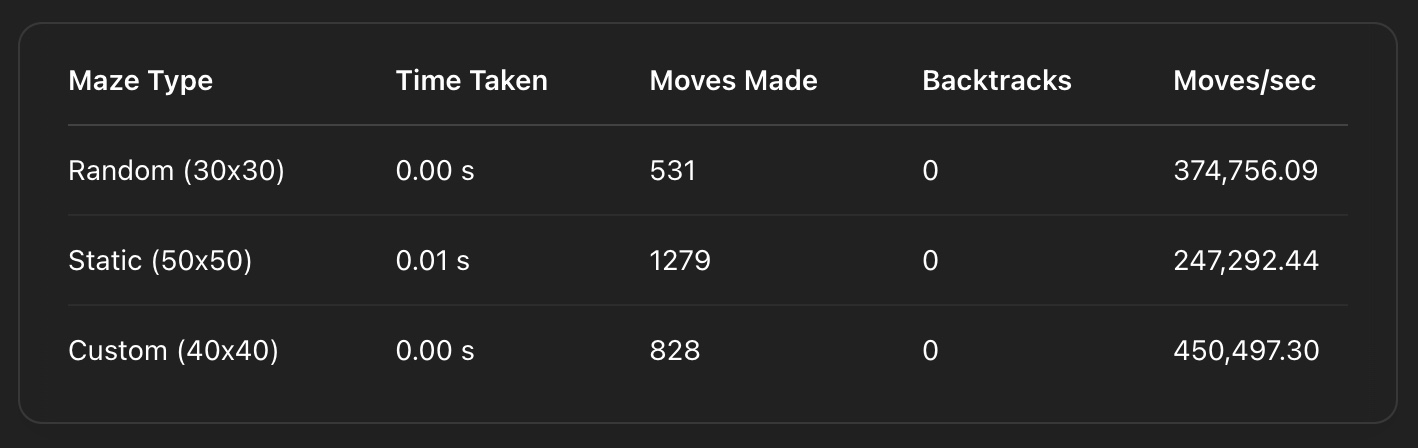 Maze Type Time Taken Moves Made Backtracks Moves/sec
Random (30x30) 0.00 s 531 0 374,756.09
Static (50x50) 0.01 s 1279 0 247,292.44
Custom (40x40) 0.00 s 828 0 450,497.30